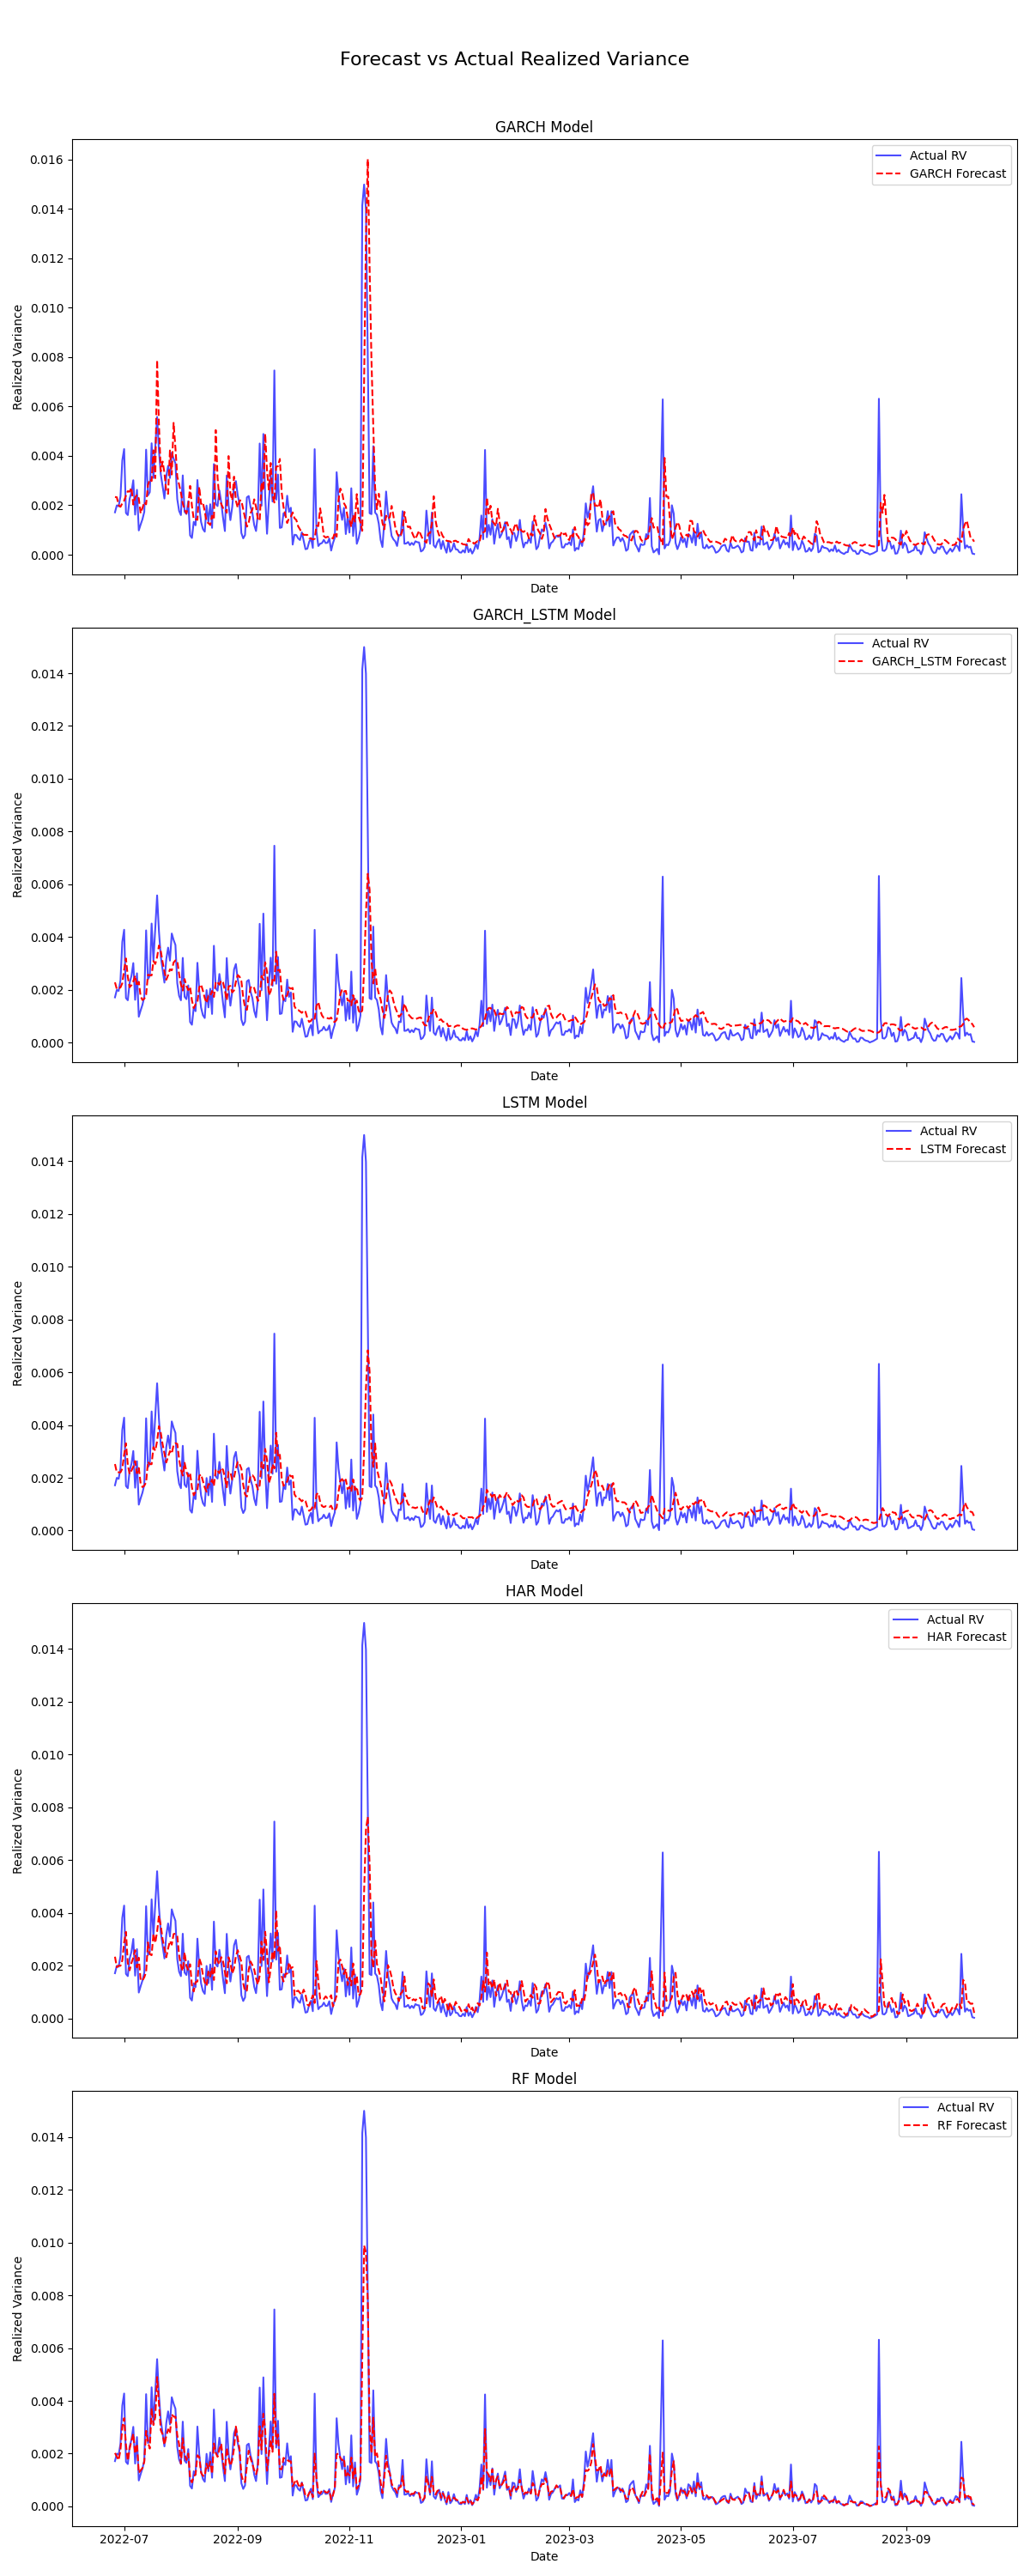 Forecast vs Actual Realized Variance
GARCH Model
Actual RV
GARCH Forecast
0.016
0.014
0.012
0.010
0.008
0.006
0.004
0.002
0.000
Realized Variance
Date
GARCH_LSTM Model
Actual RV
GARCH_LSTM Forecast
0.014
0.012
0.010
0.008
0.006
0.004
0.002
0.000
Realized Variance
Date
LSTM Model
Actual RV
LSTM Forecast
0.014
0.012
0.010
0.008
0.006
0.004
0.002
0.000
Realized Variance
Date
HAR Model
Actual RV
HAR Forecast
0.014
0.012
0.010
0.008
0.006
0.004
0.002
0.000
Realized Variance
Date
RF Model
Actual RV
RF Forecast
0.014
0.012
0.010
0.008
0.006
0.004
0.002
0.000
Realized Variance
2022-07 2022-09 2022-11 2023-01 2023-03 2023-05 2023-07 2023-09
Date